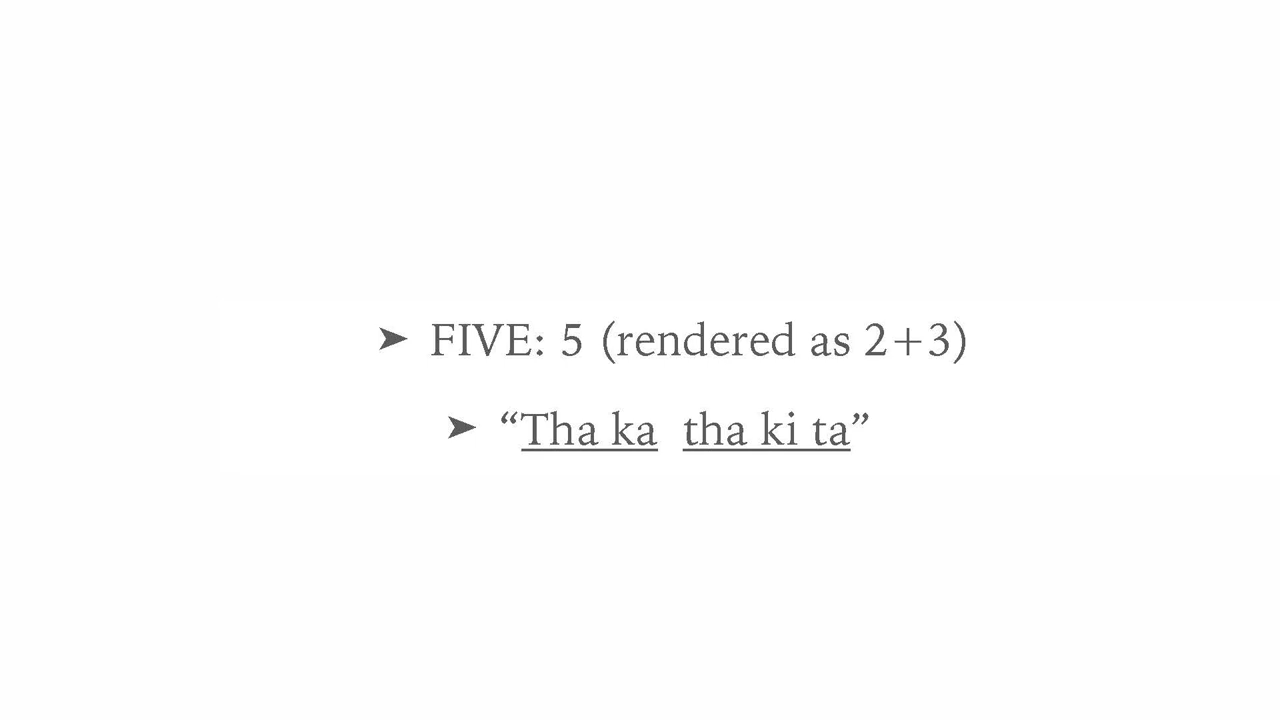 ➤ FIVE: 5 (rendered as 2+3)
➤ “Tha ka tha ki ta”